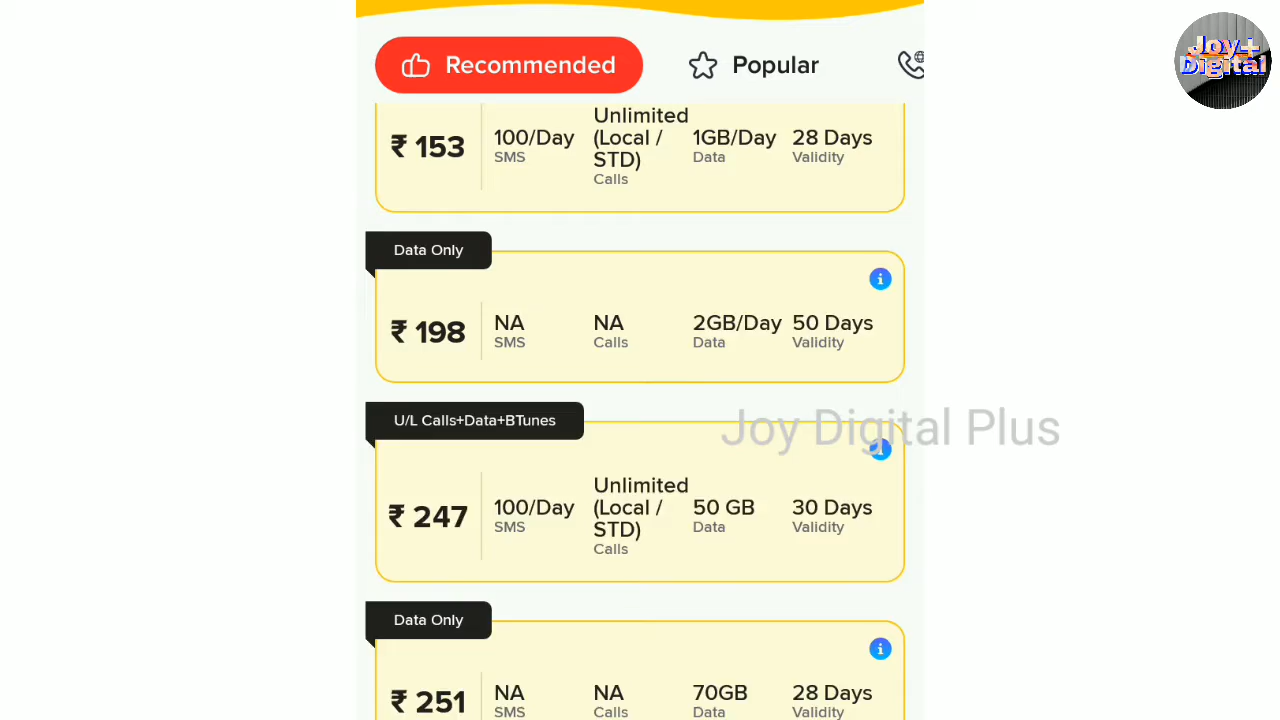 Recommended
Popular
Joy+
Digital
₹ 153
100/Day
SMS
Unlimited
(Local /
STD)
Calls
1GB/Day
Data
28 Days
Validity
Data Only
₹ 198
NA
SMS
NA
Calls
2GB/Day
Data
50 Days
Validity
U/L Calls+Data+BTunes
Joy Digital Plus
₹ 247
100/Day
SMS
Unlimited
(Local /
STD)
Calls
50 GB
Data
30 Days
Validity
Data Only
₹ 251
NA
SMS
NA
Calls
70GB
Data
28 Days
Validity